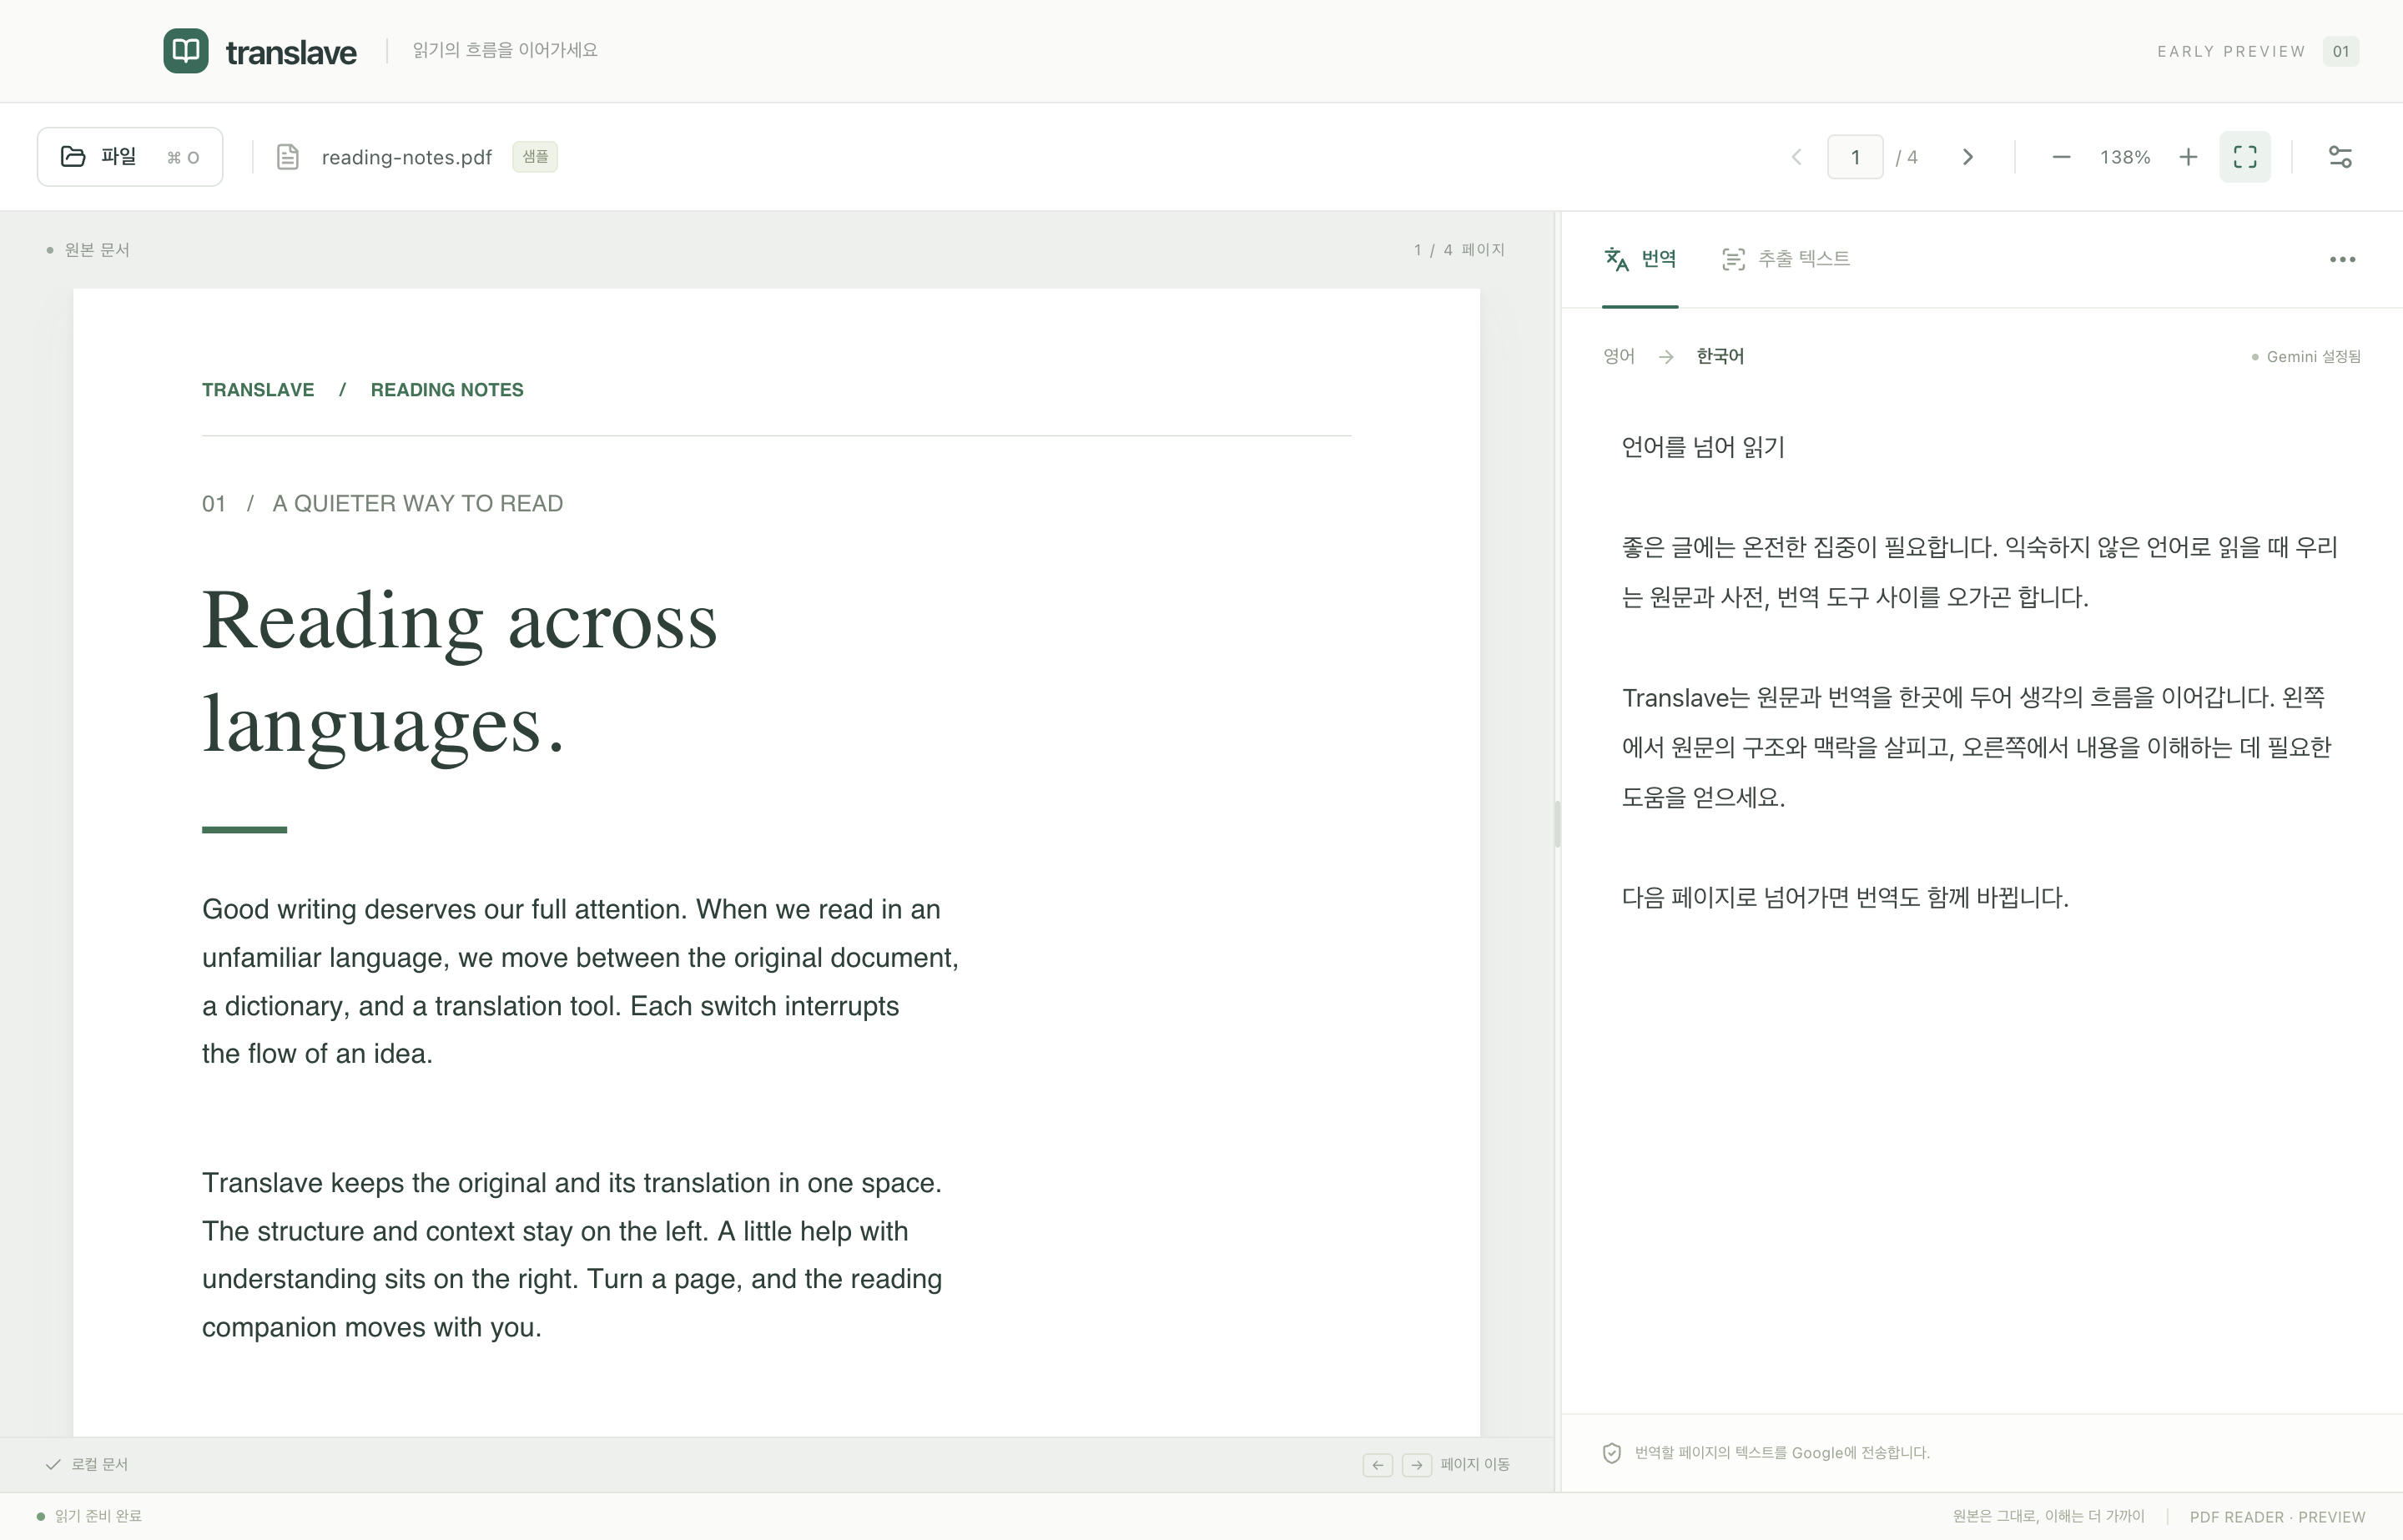 translave
읽기의 흐름을 이어가세요
EARLY PREVIEW 01
파일 ⌘ O
reading-notes.pdf 샘플
1 / 4
138%
원본 문서
1 / 4 페이지
TRANSLAVE / READING NOTES
01 / A QUIETER WAY TO READ
Reading across
languages.
Good writing deserves our full attention. When we read in an
unfamiliar language, we move between the original document,
a dictionary, and a translation tool. Each switch interrupts
the flow of an idea.
Translave keeps the original and its translation in one space.
The structure and context stay on the left. A little help with
understanding sits on the right. Turn a page, and the reading
companion moves with you.
로컬 문서
← → 페이지 이동
번역 추출 텍스트
영어 → 한국어
Gemini 설정됨
언어를 넘어 읽기
좋은 글에는 온전한 집중이 필요합니다. 익숙하지 않은 언어로 읽을 때 우리
는 원문과 사전, 번역 도구 사이를 오가곤 합니다.
Translave는 원문과 번역을 한곳에 두어 생각의 흐름을 이어갑니다. 왼쪽
에서 원문의 구조와 맥락을 살피고, 오른쪽에서 내용을 이해하는 데 필요한
도움을 얻으세요.
다음 페이지로 넘어가면 번역도 함께 바뀝니다.
번역할 페이지의 텍스트를 Google에 전송합니다.
읽기 준비 완료
원본은 그대로, 이해는 더 가까이
PDF READER · PREVIEW